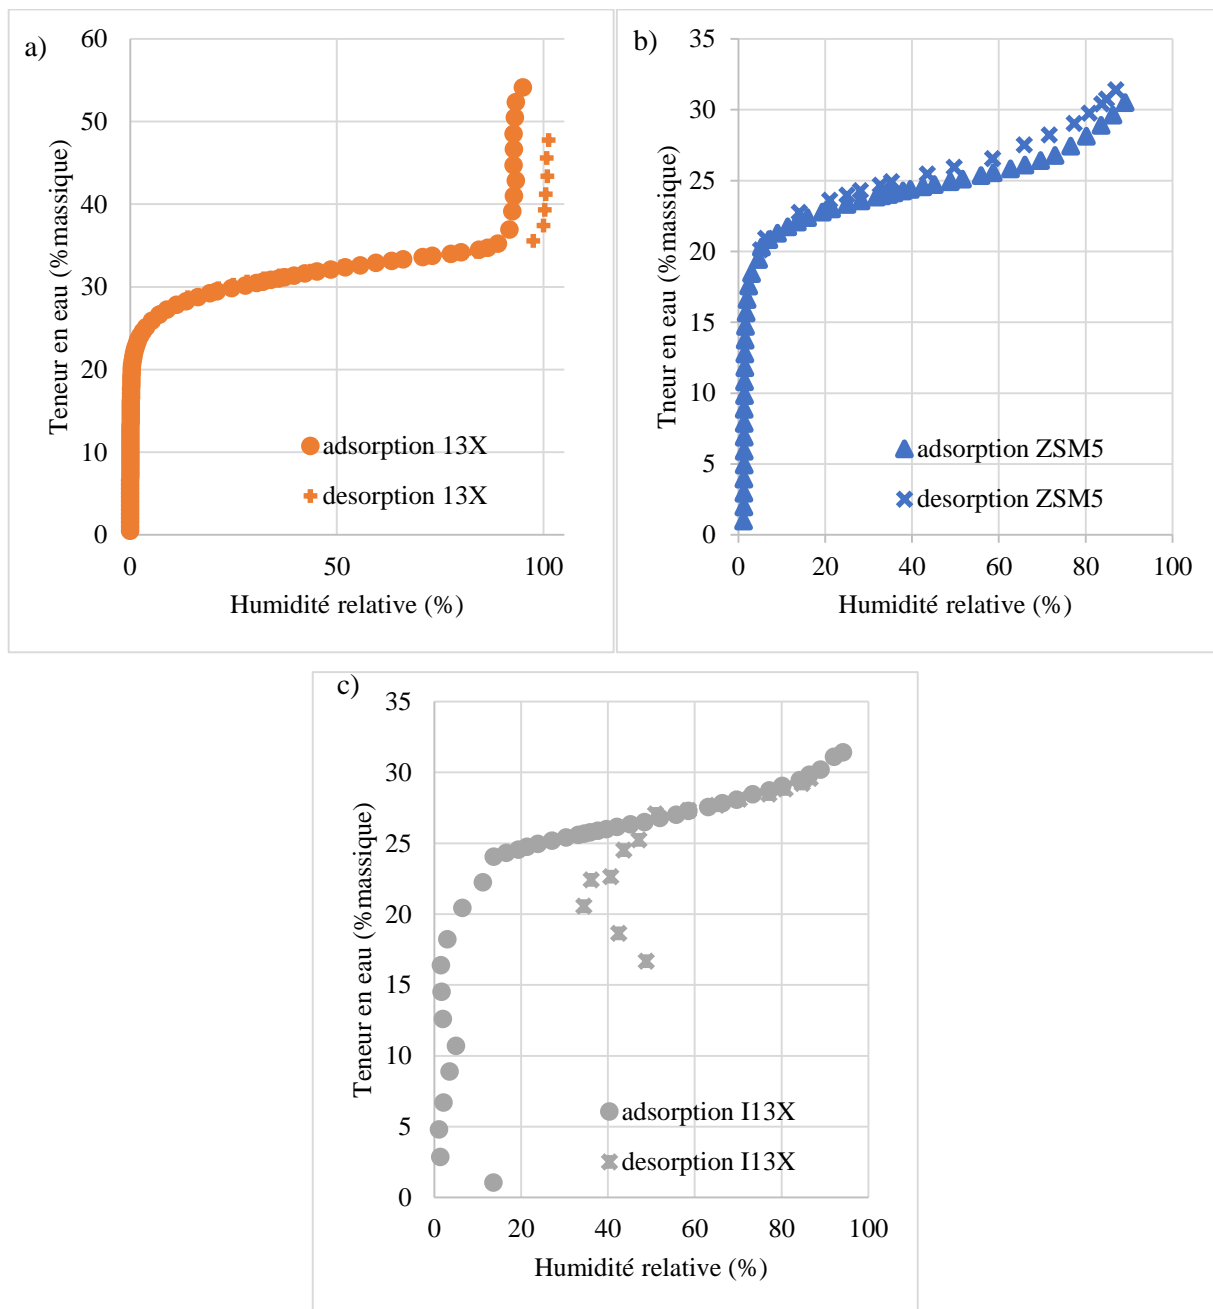 a)
60
50
40
30
20
10
0
Teneur en eau (%massique)
adsorption 13X
desorption 13X
0 50 100
Humidité relative (%)
b)
35
30
25
20
15
10
5
0
Tneur en eau (%massique)
adsorption ZSM5
desorption ZSM5
0 20 40 60 80 100
Humidité relative (%)
c)
35
30
25
20
15
10
5
0
Teneur en eau (%massique)
adsorption I13X
desorption I13X
0 20 40 60 80 100
Humidité relative (%)